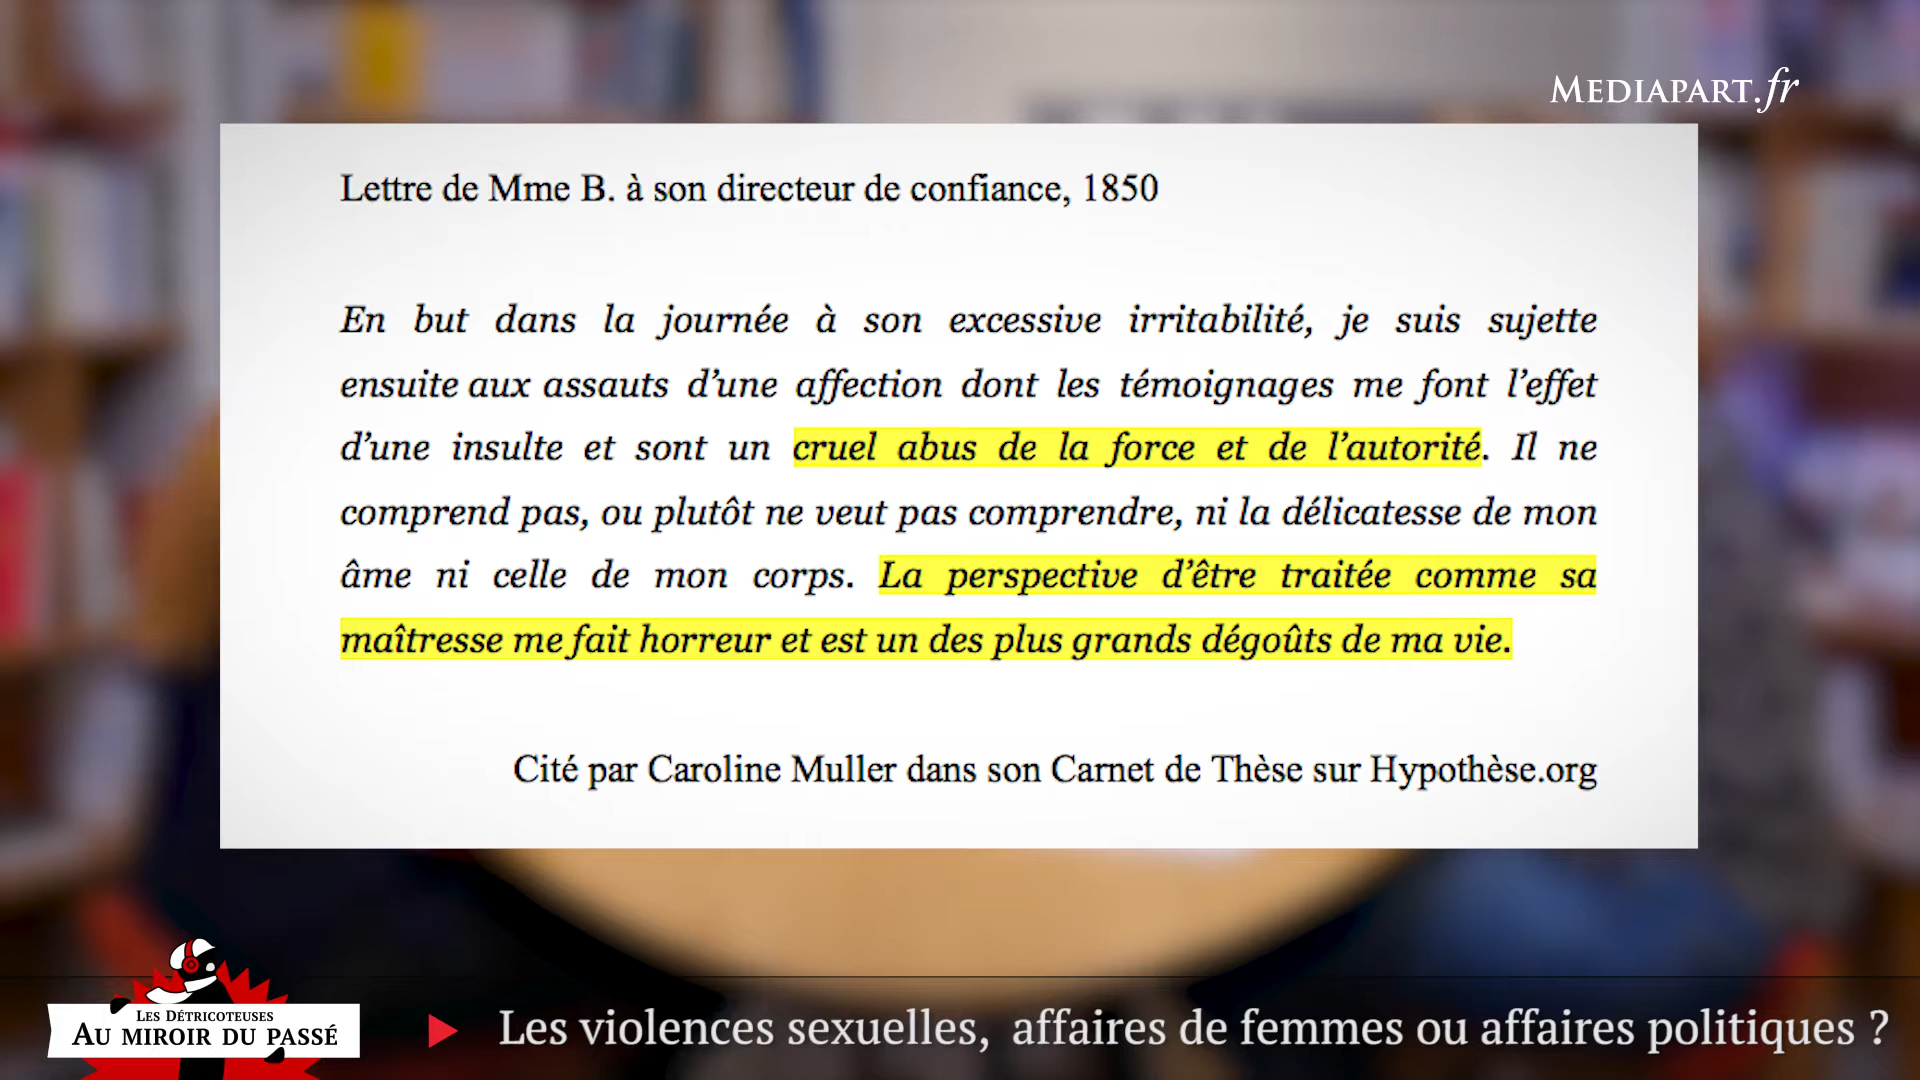 MEDIAPART.fr
Lettre de Mme B. à son directeur de confiance, 1850
En but dans la journée à son excessive irritabilité, je suis sujette
ensuite aux assauts d’une affection dont les témoignages me font l’effet
d’une insulte et sont un cruel abus de la force et de l’autorité. Il ne
comprend pas, ou plutôt ne veut pas comprendre, ni la délicatesse de mon
âme ni celle de mon corps. La perspective d’être traitée comme sa
maîtresse me fait horreur et est un des plus grands dégoûts de ma vie.
Cité par Caroline Muller dans son Carnet de Thèse sur Hypothèse.org
LES DÉTRICOTEUSES
AU MIROIR DU PASSÉ
Les violences sexuelles, affaires de femmes ou affaires politiques ?